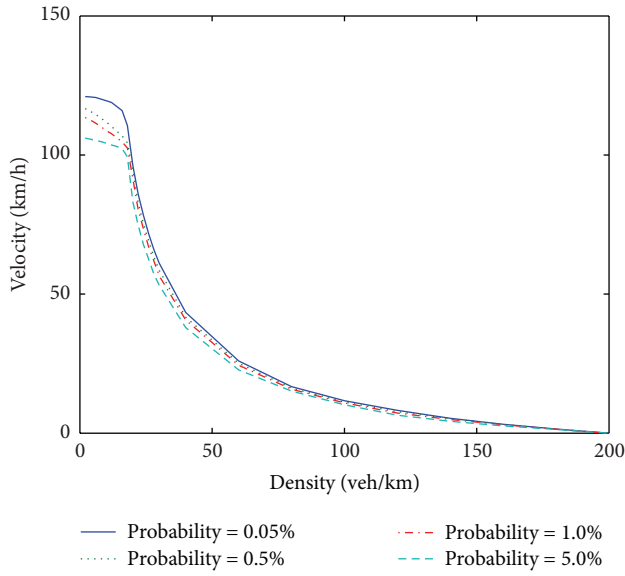 150
100
50
0
Velocity (km/h)
0 50 100 150 200
Density (veh/km)
Probability = 0.05% Probability = 1.0%
Probability = 0.5% Probability = 5.0%